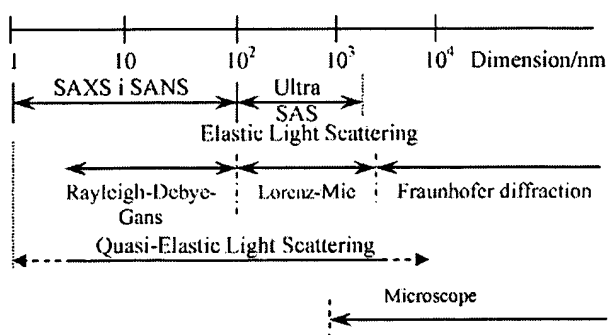 1 10 10² 10³ 10⁴ Dimension/nm
SAXS i SANS Ultra
SAS
Elastic Light Scattering
Rayleigh-Debye- Lorenz-Mie Fraunhofer diffraction
Gans
Quasi-Elastic Light Scattering
Microscope